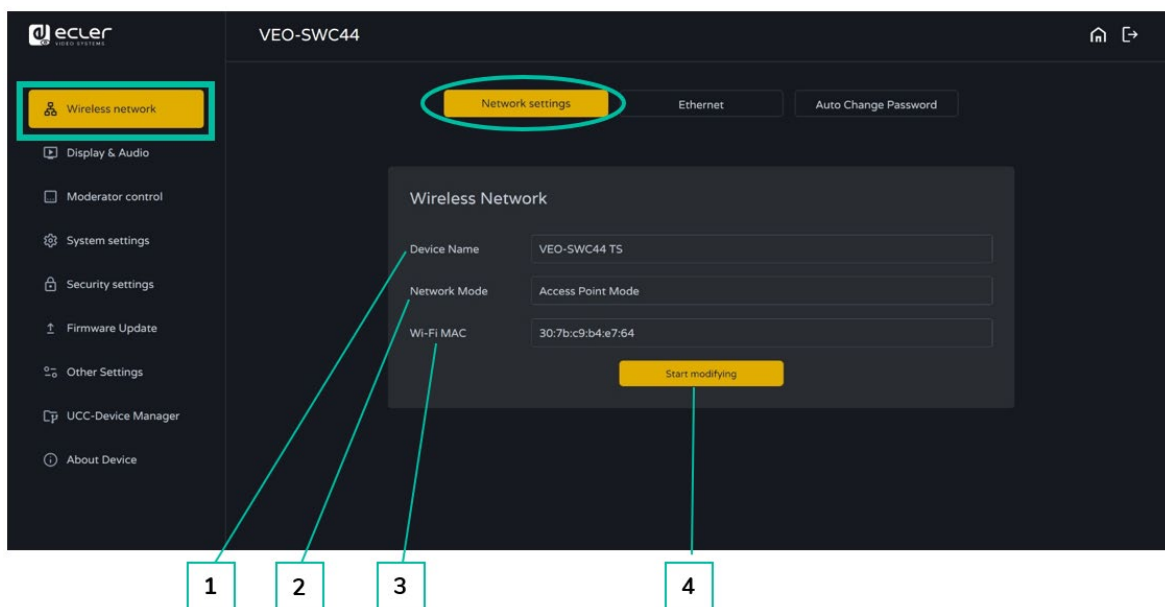 ecler
VIDEO SYSTEMS
VEO-SWC44
Wireless network
Display & Audio
Moderator control
System settings
Security settings
Firmware Update
Other Settings
UCC-Device Manager
About Device
Network settings
Ethernet
Auto Change Password
Wireless Network
Device Name
VEO-SWC44 TS
Network Mode
Access Point Mode
Wi-Fi MAC
30:7b:c9:b4:e7:64
Start modifying
1
2
3
4